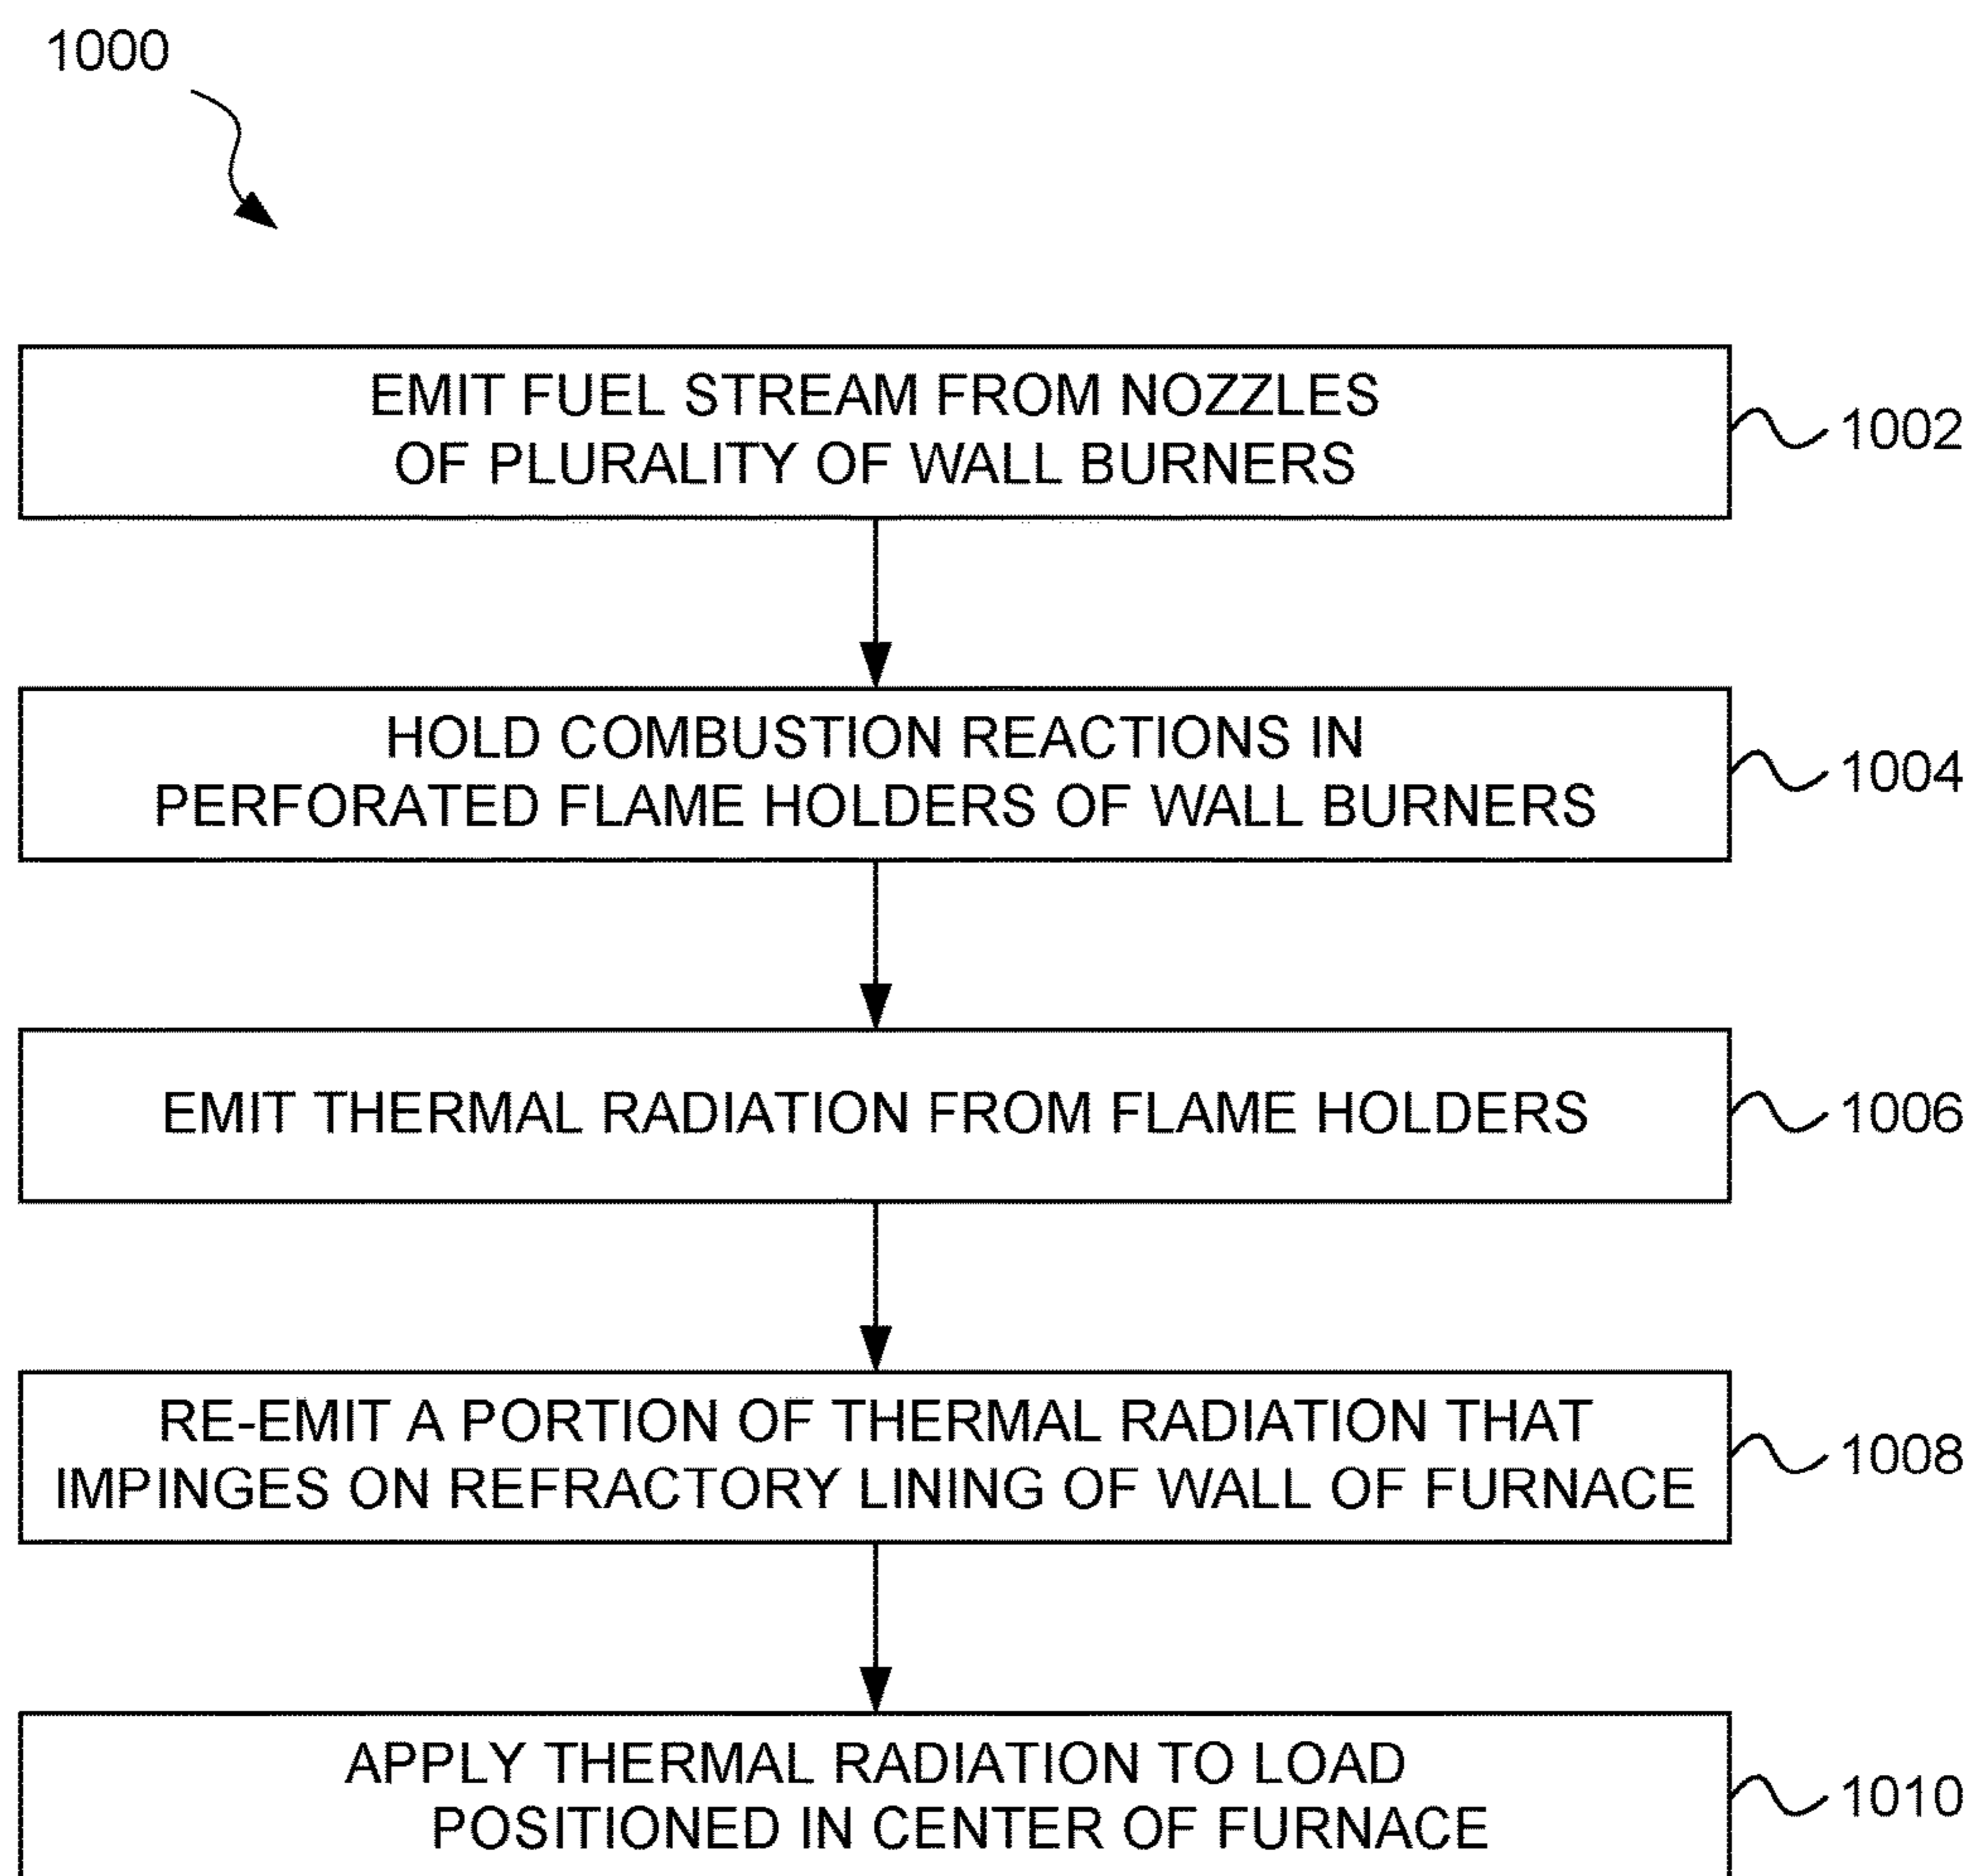 1000
EMIT FUEL STREAM FROM NOZZLES
OF PLURALITY OF WALL BURNERS
1002
HOLD COMBUSTION REACTIONS IN
PERFORATED FLAME HOLDERS OF WALL BURNERS
1004
EMIT THERMAL RADIATION FROM FLAME HOLDERS
1006
RE-EMIT A PORTION OF THERMAL RADIATION THAT
IMPINGES ON REFRACTORY LINING OF WALL OF FURNACE
1008
APPLY THERMAL RADIATION TO LOAD
POSITIONED IN CENTER OF FURNACE
1010